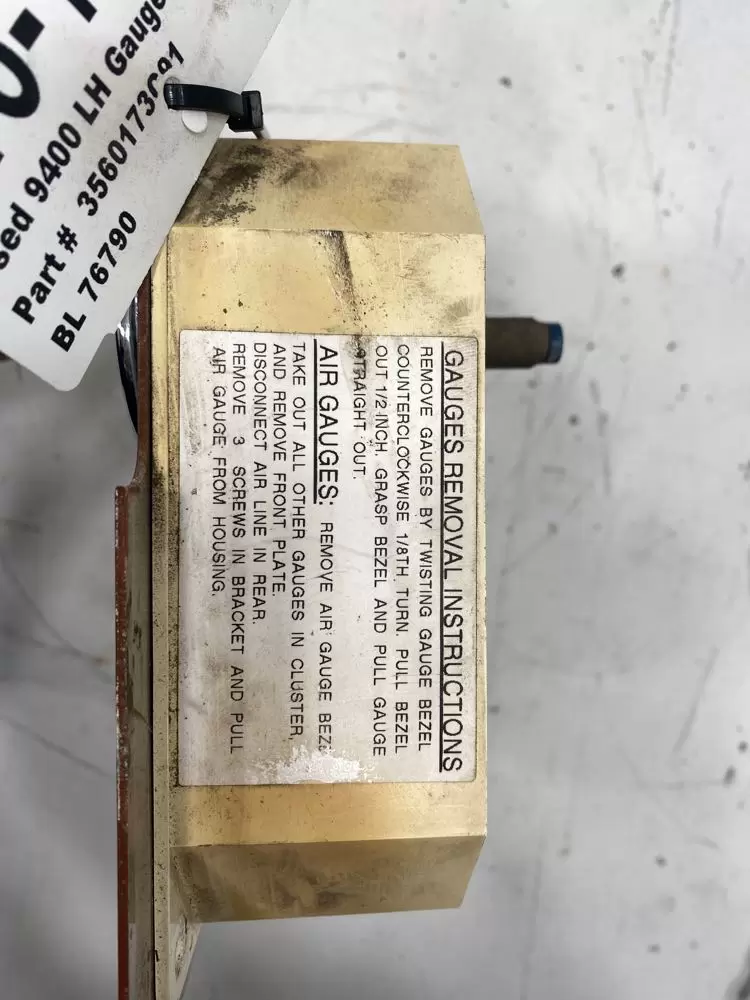 sed 9400 LH Gauge
Part # 3560173C91
BL 76790
GAUGES REMOVAL INSTRUCTIONS
REMOVE GAUGES BY TWISTING GAUGE BEZEL
COUNTERCLOCKWISE 1/8TH TURN. PULL BEZEL
OUT 1/2 INCH. GRASP BEZEL AND PULL GAUGE
STRAIGHT OUT.
AIR GAUGES: REMOVE AIR GAUGE BEZ
TAKE OUT ALL OTHER GAUGES IN CLUSTER,
AND REMOVE FRONT PLATE.
DISCONNECT AIR LINE IN REAR.
REMOVE 3 SCREWS IN BRACKET AND PULL
AIR GAUGE FROM HOUSING.